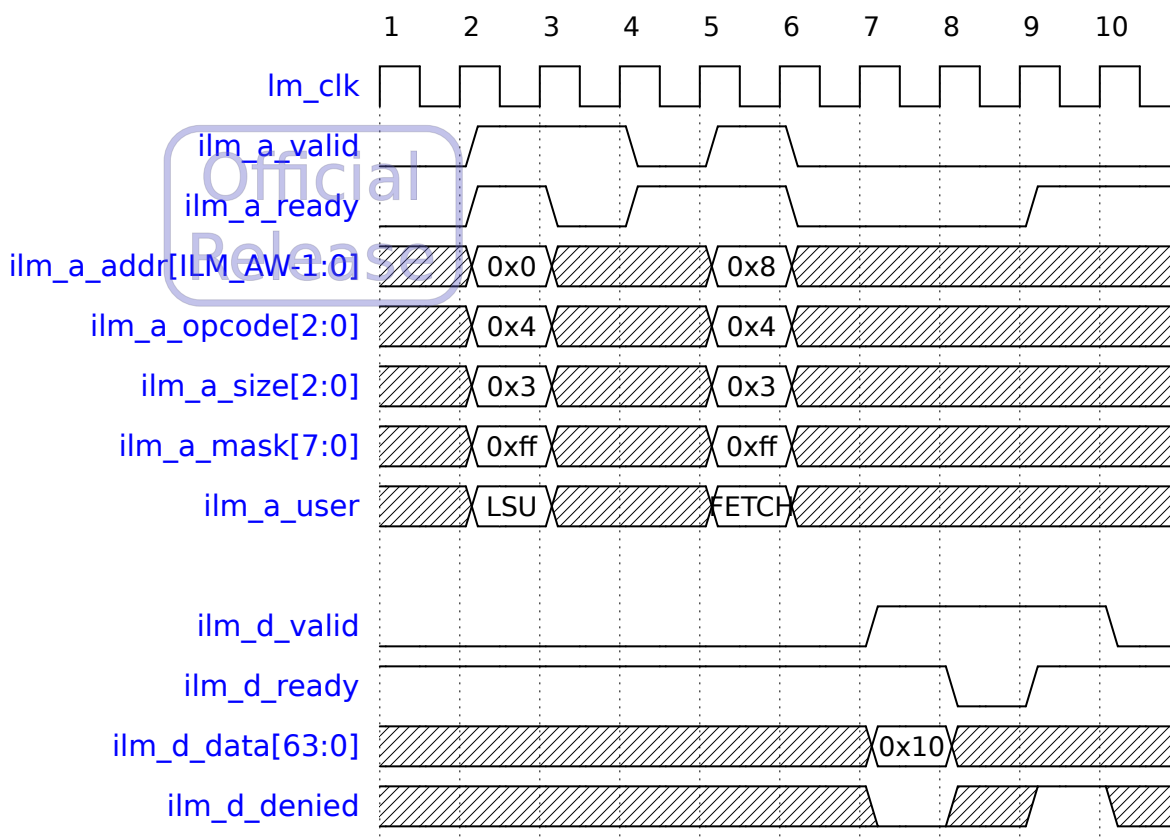 1 2 3 4 5 6 7 8 9 10
lm_clk
ilm_a_valid
Official
ilm_a_ready
Release
ilm_a_addr[ILM_AW-1:0] 0x0 0x8
ilm_a_opcode[2:0] 0x4 0x4
ilm_a_size[2:0] 0x3 0x3
ilm_a_mask[7:0] 0xff 0xff
ilm_a_user LSU FETCH
ilm_d_valid
ilm_d_ready
ilm_d_data[63:0] 0x10
ilm_d_denied